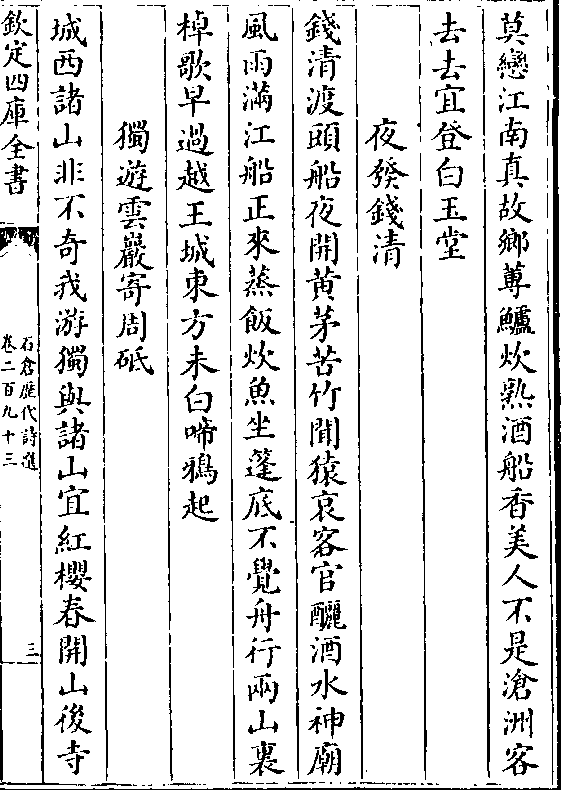 莫戀江南真故鄉蓴鱸炊熟酒船香美人不是滄洲客
去去宜登白玉堂
夜發錢清
錢清渡頭船夜開黄茅苦竹聞猿哀客官釃酒水神廟
風雨滿江船正來蒸飯炊魚坐蓬底不覺舟行兩山裏
棹歌早過越王城東方未白啼鴉起
獨遊雲巖寄周砥
城西諸山非不奇我游獨與諸山宜紅櫻春開山後寺
欽定四庫全書
石倉歴代詩選
卷二百九十三
三